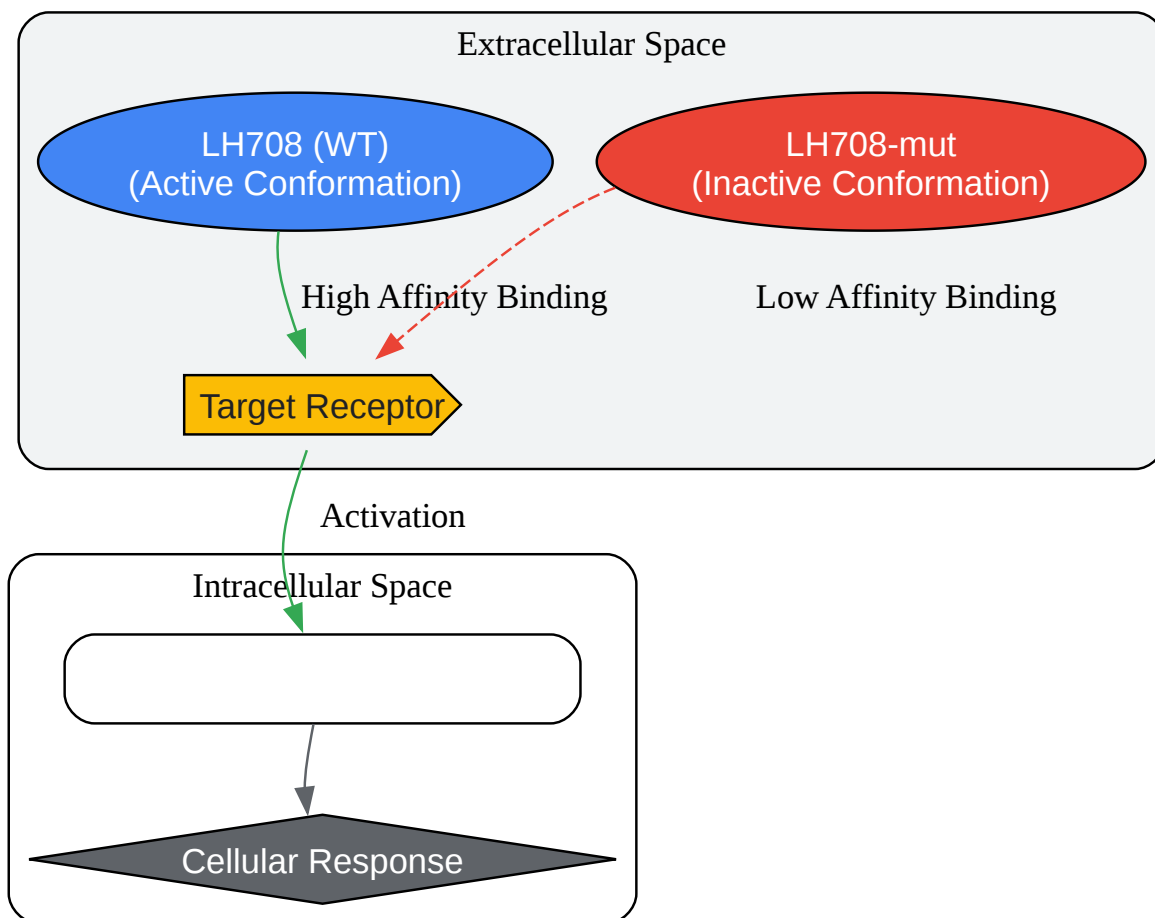 Extracellular Space
LH708 (WT)
(Active Conformation)
LH708-mut
(Inactive Conformation)
High Affinity Binding
Low Affinity Binding
Target Receptor
Activation
Intracellular Space
Cellular Response